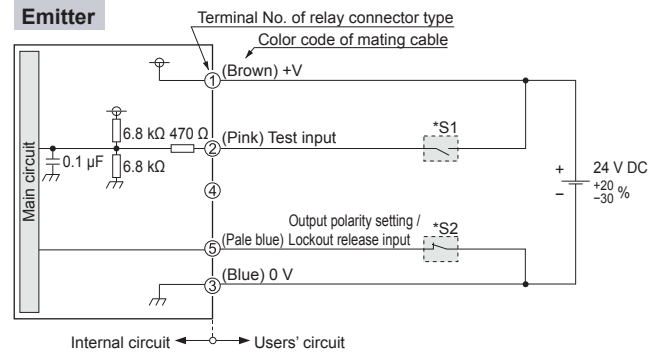 Emitter
Terminal No. of relay connector type
Color code of mating cable
1 (Brown) +V
6.8 kΩ 470 Ω
2 (Pink) Test input
*S1
Main circuit
0.1 µF
6.8 kΩ
4
24 V DC
+20
−30 %
+
−
Output polarity setting /
5 (Pale blue) Lockout release input
*S2
3 (Blue) 0 V
Internal circuit
Users' circuit